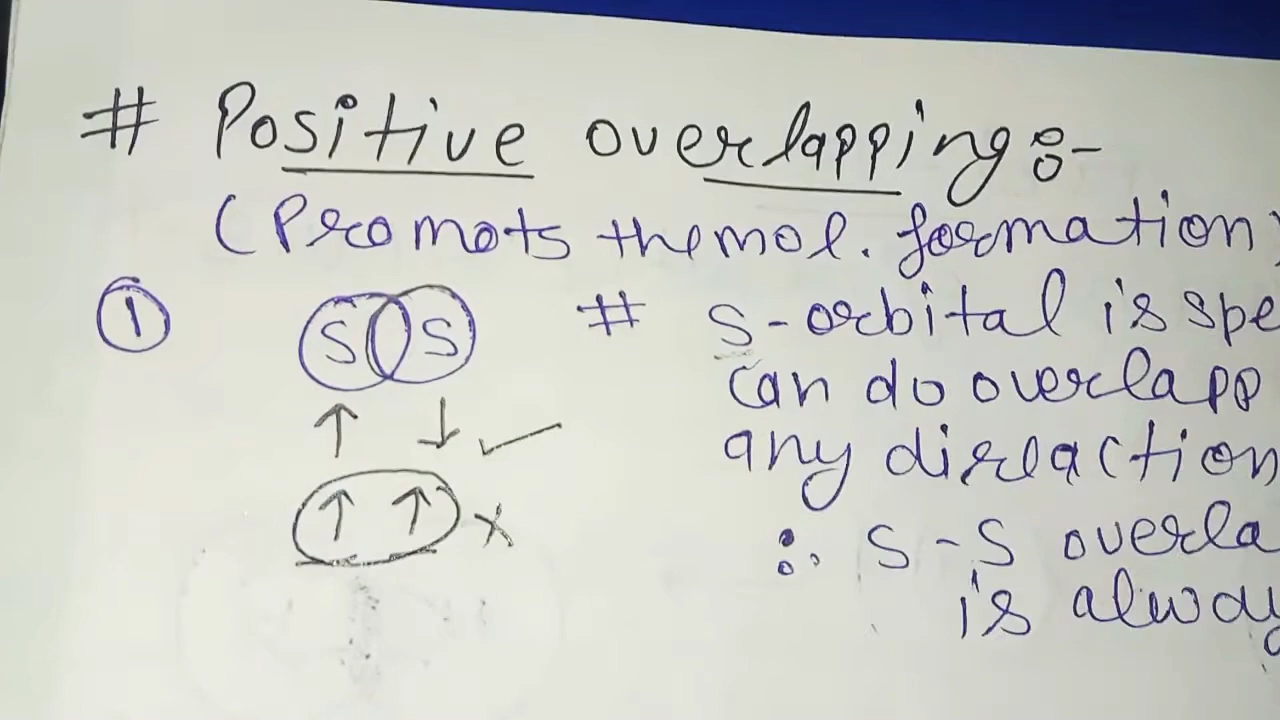 # Positive overlapping :-
(Promots the mol. formation)
① S S # s-orbital is spe
can do overlapp
↑ ↓ ✓ any diraction
↑ ↑ x
∴ S-S overla
is alway